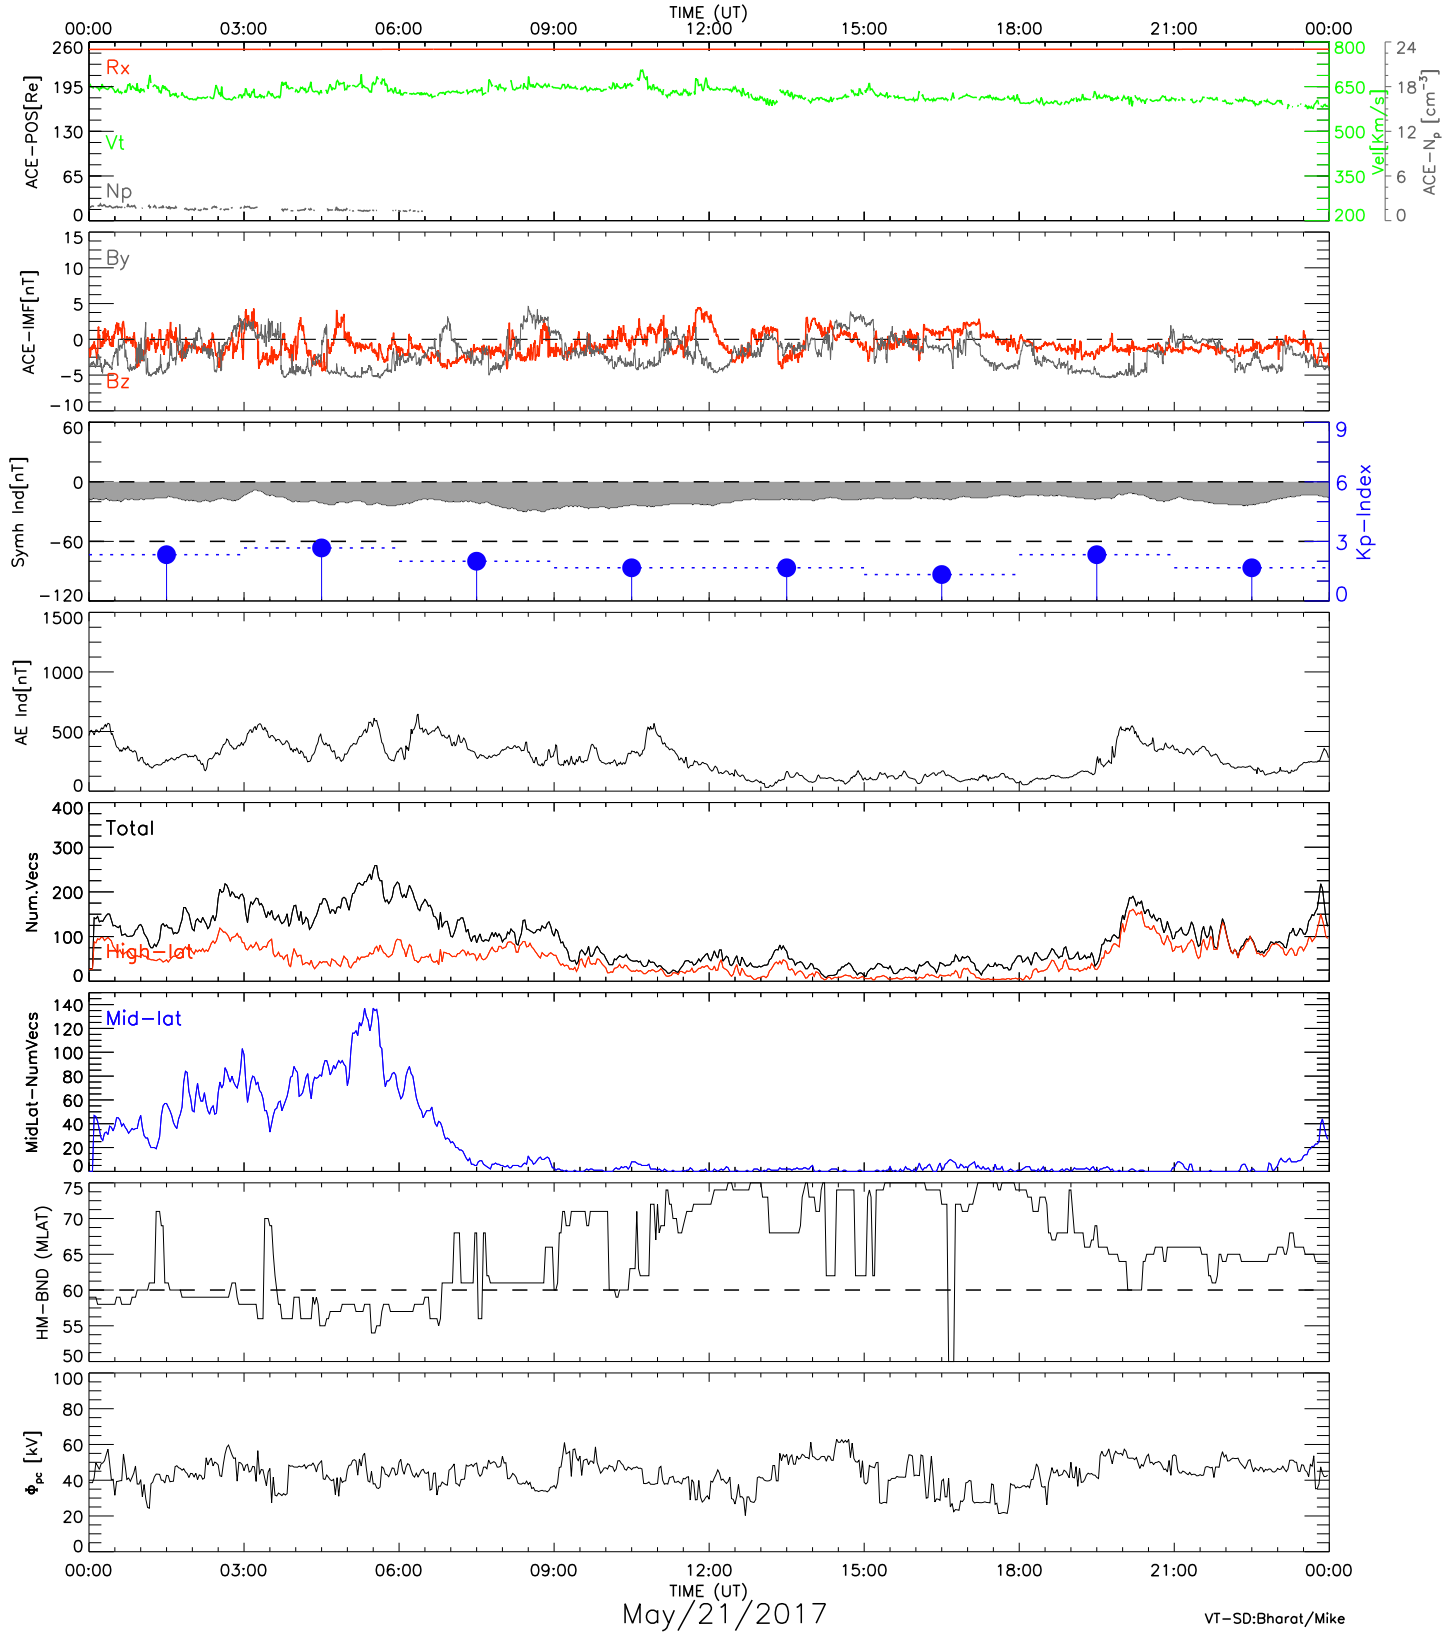 TIME (UT)
00:00 03:00 06:00 09:00 12:00 15:00 18:00 21:00 00:00
260 195 130 65 0
ACE-POS[Re]
Rx
Vt
Np
800 650 500 350 200
Vel[Km/s]
24 18 12 6 0
ACE-Np [cm-3]
15 10 5 0 -5 -10
ACE-IMF[nT]
By
Bz
60 0 -60 -120
Symh Ind[nT]
9 6 3 0
Kp-Index
1500 1000 500 0
AE Ind[nT]
400 300 200 100 0
Num.Vecs
Total
High-lat
140 120 100 80 60 40 20 0
MidLat-NumVecs
Mid-lat
75 70 65 60 55 50
HM-BND (MLAT)
100 80 60 40 20 0
Φpc [kV]
00:00 03:00 06:00 09:00 12:00 15:00 18:00 21:00 00:00
TIME (UT)
May/21/2017
VT-SD:Bharat/Mike